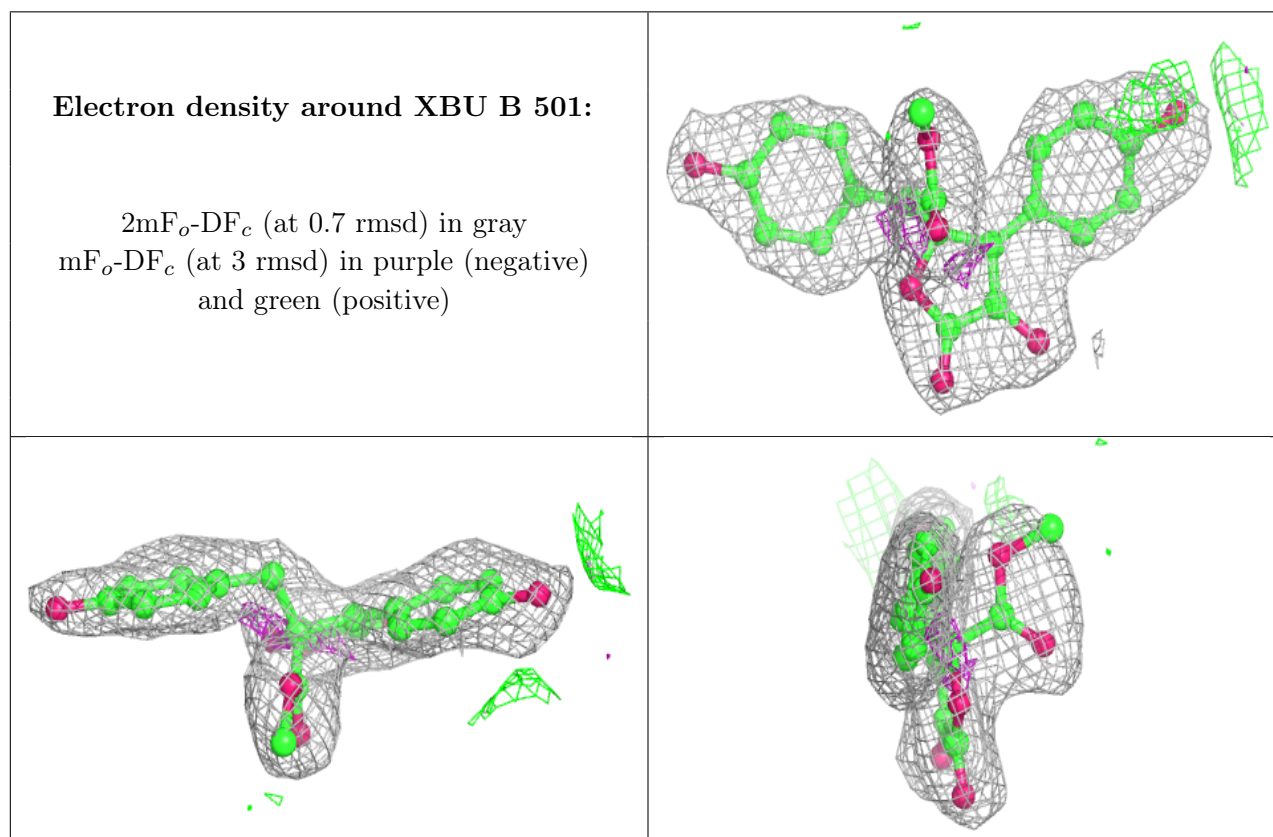 Electron density around XBU B 501:
2mFo-DFc (at 0.7 rmsd) in gray
mFo-DFc (at 3 rmsd) in purple (negative)
and green (positive)